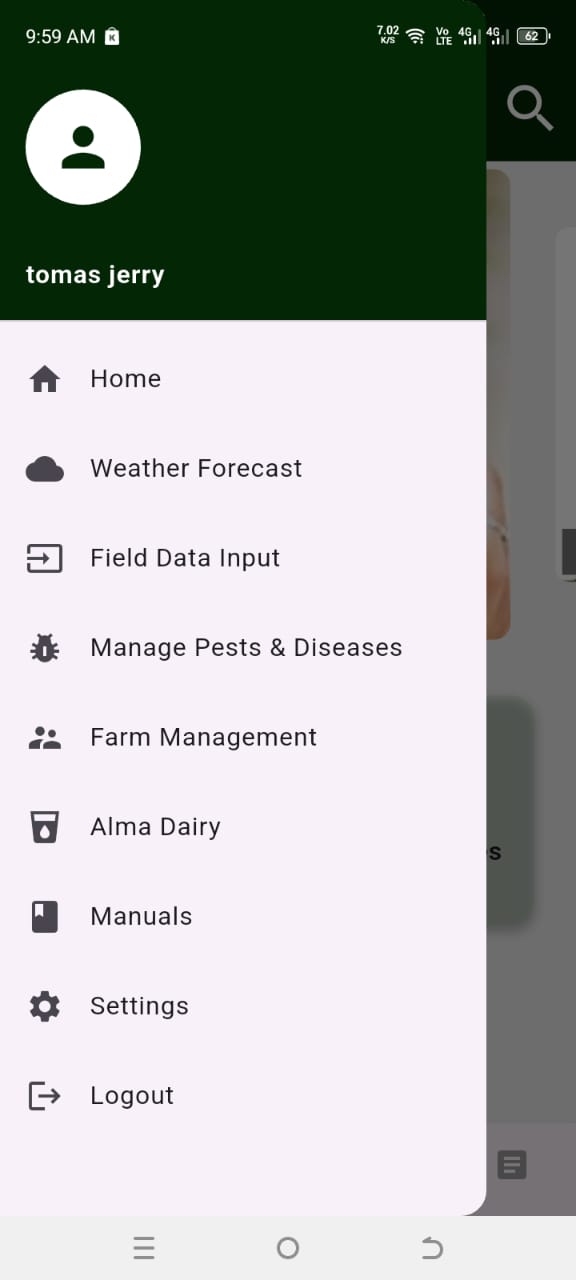 9:59 AM
7.02 K/S Vo LTE 4G 4G 62
tomas jerry
Home
Weather Forecast
Field Data Input
Manage Pests & Diseases
Farm Management
Alma Dairy
s
Manuals
Settings
Logout